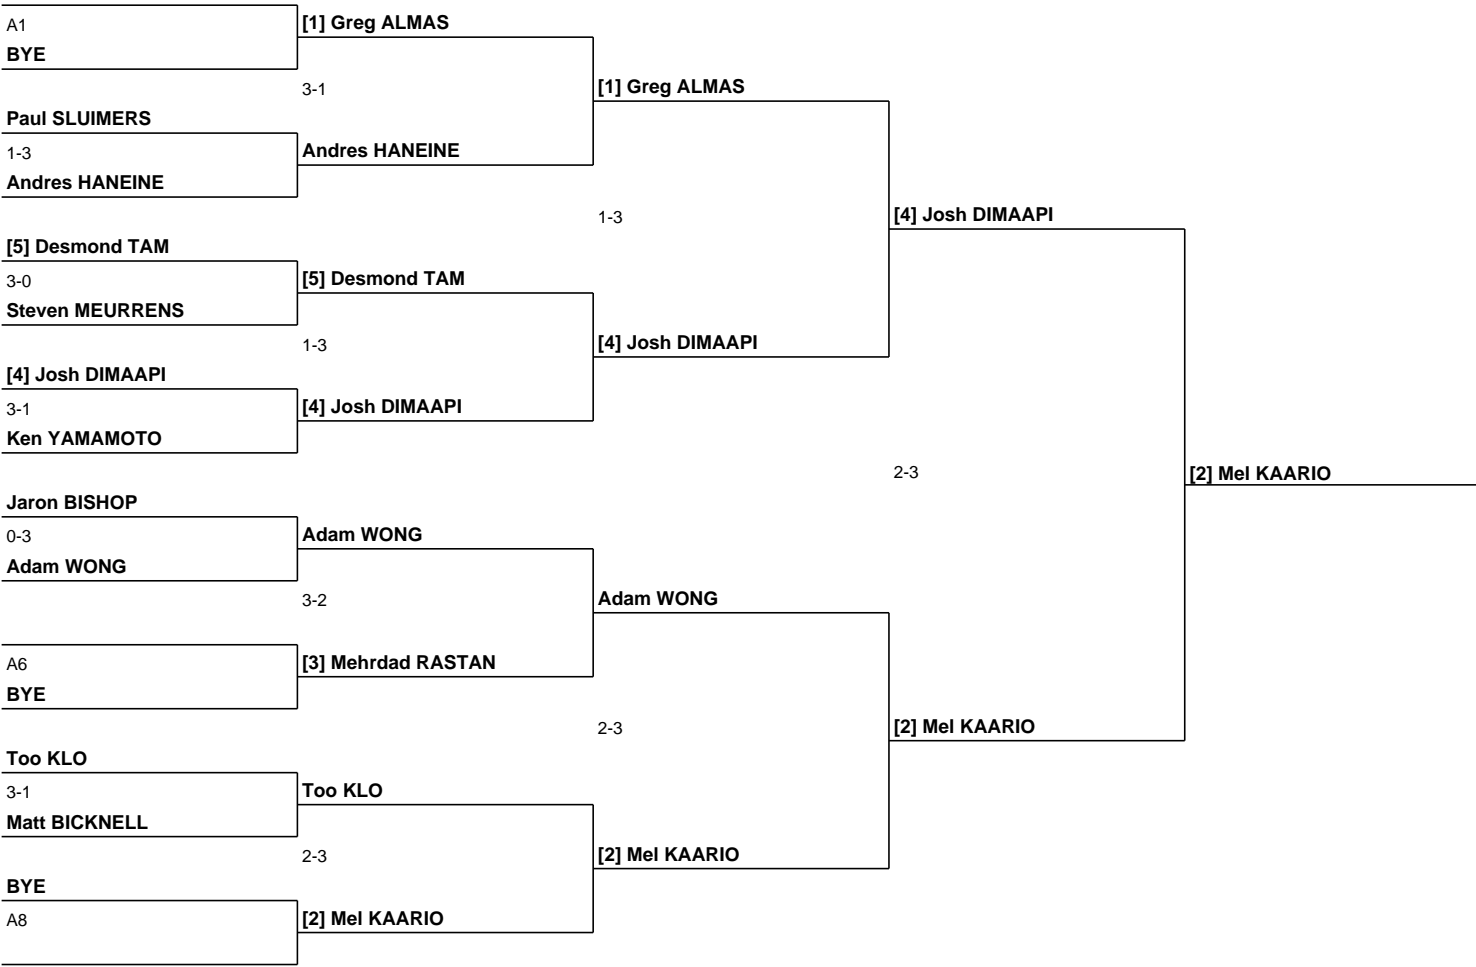 A1
BYE
[1] Greg ALMAS
3-1
[1] Greg ALMAS
Paul SLUIMERS
1-3
Andres HANEINE
Andres HANEINE
1-3
[4] Josh DIMAAPI
[5] Desmond TAM
3-0
Steven MEURRENS
[5] Desmond TAM
1-3
[4] Josh DIMAAPI
[4] Josh DIMAAPI
3-1
Ken YAMAMOTO
[4] Josh DIMAAPI
2-3
[2] Mel KAARIO
Jaron BISHOP
0-3
Adam WONG
Adam WONG
3-2
Adam WONG
A6
BYE
[3] Mehrdad RASTAN
2-3
[2] Mel KAARIO
Too KLO
3-1
Matt BICKNELL
Too KLO
2-3
[2] Mel KAARIO
BYE
A8
[2] Mel KAARIO